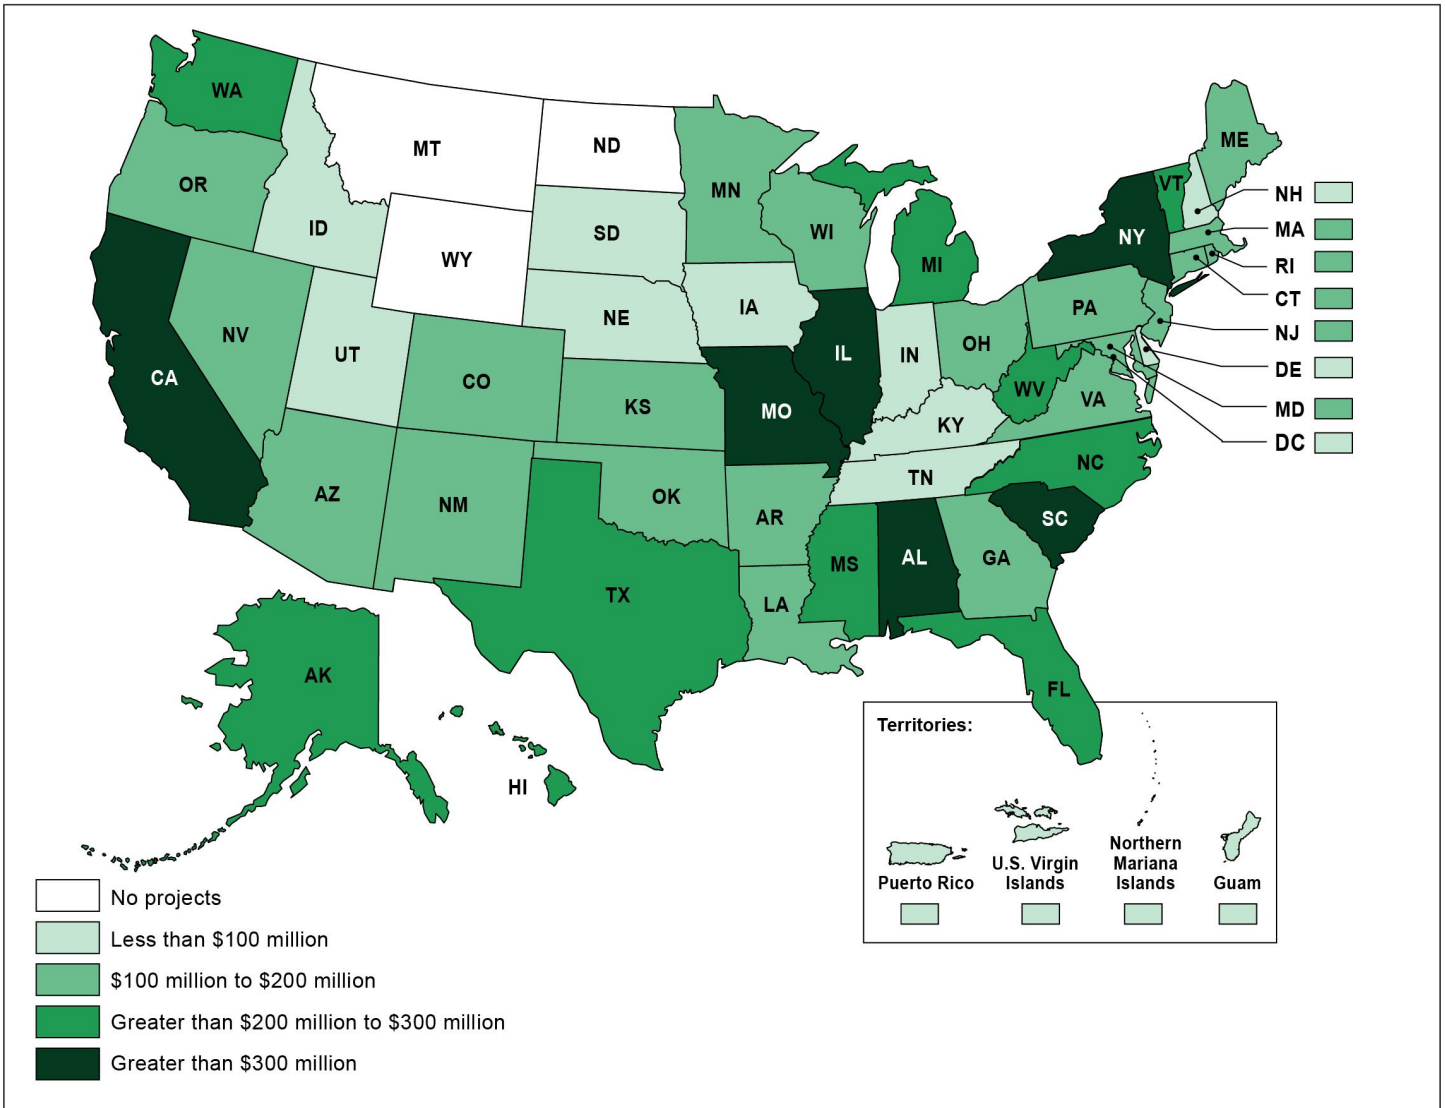 WA
MT
ND
MN
ME
OR
ID
SD
WI
VT
NH
WY
MI
NY
MA
RI
CT
NE
IA
PA
NJ
NV
UT
CO
IL
IN
OH
DE
CA
KS
MO
WV
VA
MD
KY
DC
AZ
NM
OK
AR
TN
NC
SC
MS
AL
GA
TX
LA
AK
FL
HI
Territories:
Puerto Rico
U.S. Virgin
Islands
Northern
Mariana
Islands
Guam
No projects
Less than $100 million
$100 million to $200 million
Greater than $200 million to $300 million
Greater than $300 million